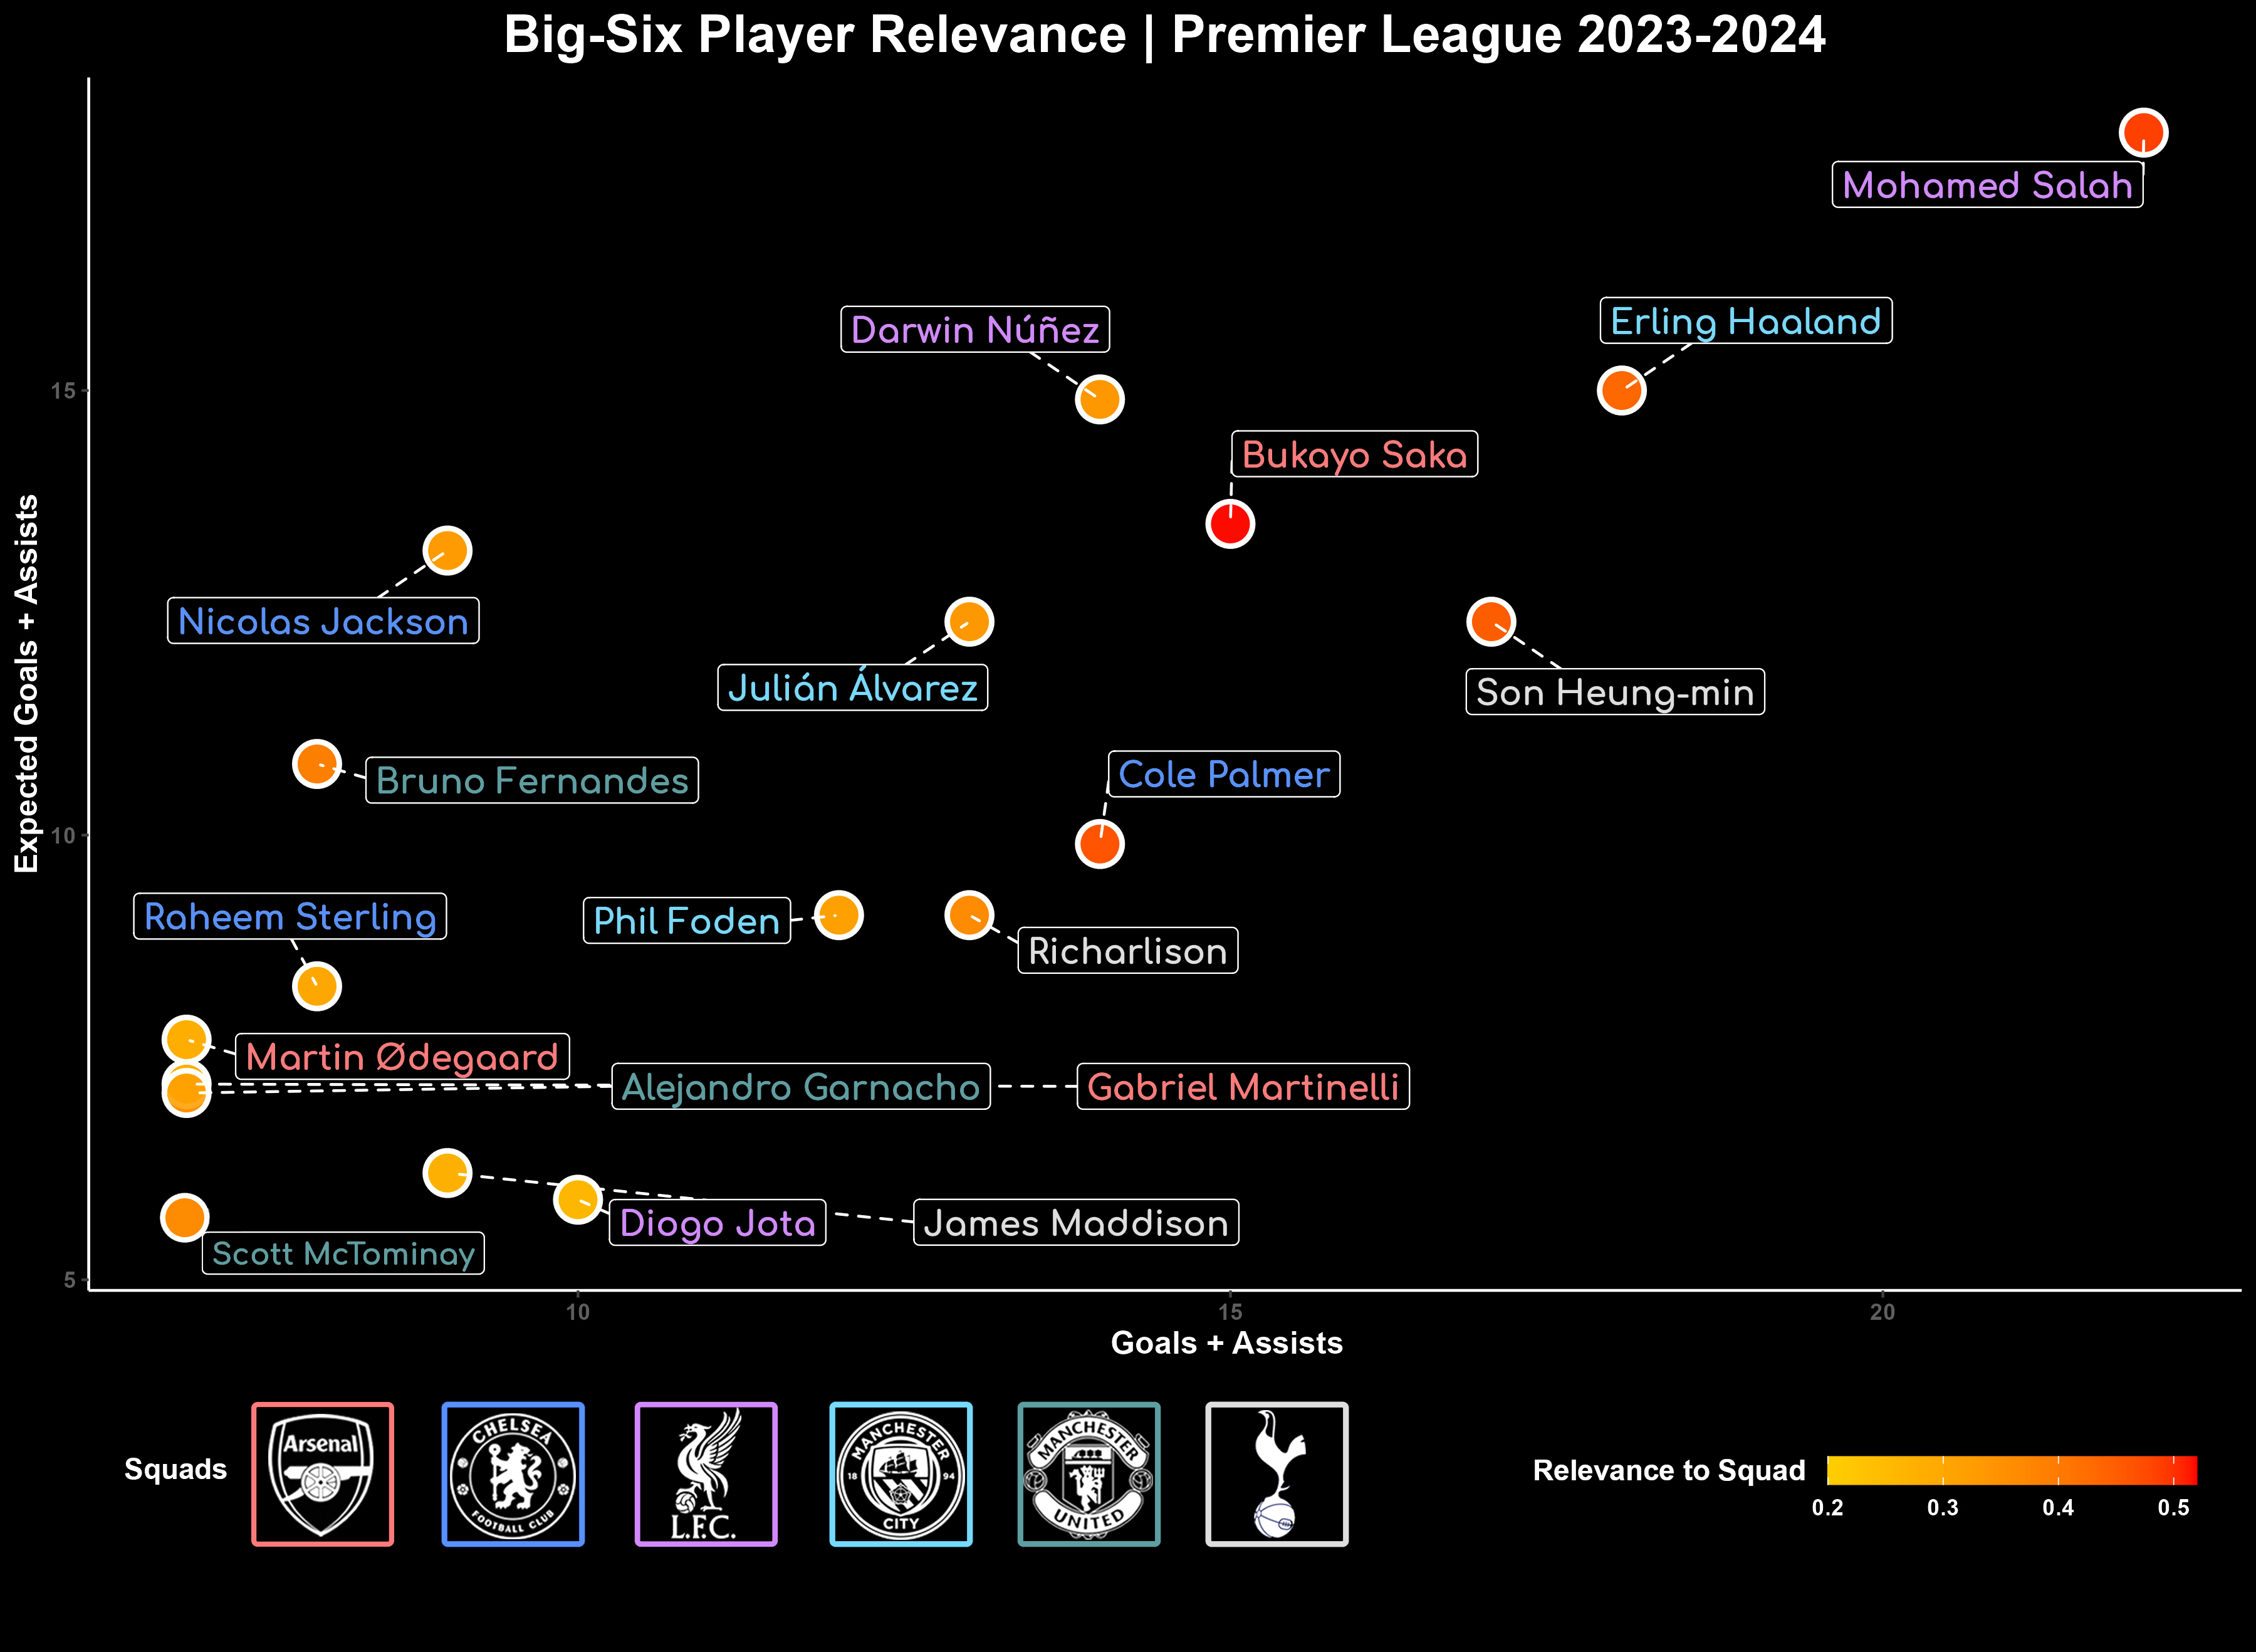 Big-Six Player Relevance | Premier League 2023-2024
Mohamed Salah
Erling Haaland
Darwin Núñez
15
Bukayo Saka
Nicolas Jackson
Julián Álvarez
Son Heung-min
Expected Goals + Assists
Bruno Fernandes
Cole Palmer
10
Raheem Sterling
Phil Foden
Richarlison
Martin Ødegaard
Alejandro Garnacho
Gabriel Martinelli
Diogo Jota
James Maddison
Scott McTominay
5
10
15
20
Goals + Assists
Squads
Arsenal
CHELSEA
FOOTBALL CLUB
L.F.C.
MANCHESTER
18 94
CITY
MANCHESTER
UNITED
Relevance to Squad
0.2 0.3 0.4 0.5